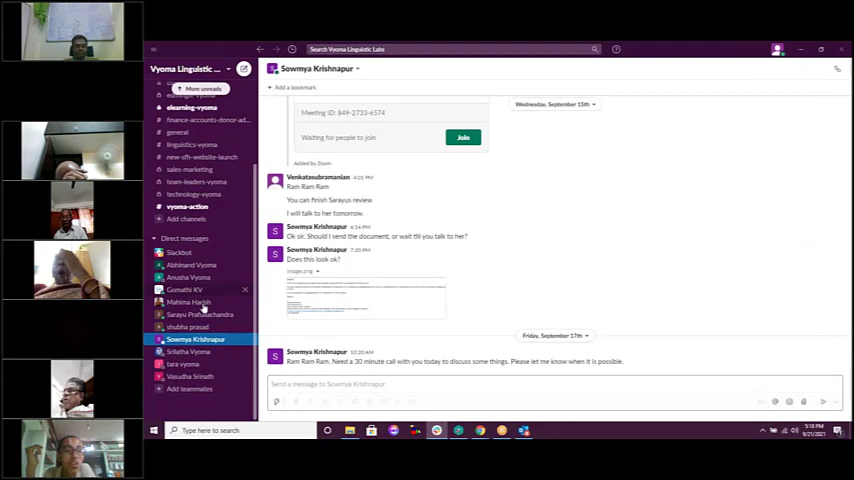 Search Vyoma Linguistic Labs
Vyoma Linguistic ...
More unreads
elearning-vyoma
finance-accounts-donor-ad...
general
linguistics-vyoma
new-sfh-website-launch
sales-marketing
team-leaders-vyoma
technology-vyoma
vyoma-action
Add channels
Direct messages
Slackbot
Abhinand Vyoma
Anusha Vyoma
Gomathi KV
Mahima Harish
Sarayu Prafullachandra
shubha prasad
Sowmya Krishnapur
Srilatha Vyoma
tara vyoma
Vasudha Srinath
Add teammates
Sowmya Krishnapur
+ Add a bookmark
Wednesday, September 15th
Meeting ID: 849-2733-6574
Waiting for people to join
Join
Added by Zoom
Venkatasubramanian 4:21 PM
Ram Ram Ram
You can finish Sarayus review
I will talk to her tomorrow.
Sowmya Krishnapur 6:14 PM
Ok sir. Should I send the document, or wait till you talk to her?
Sowmya Krishnapur 7:20 PM
Does this look ok?
image.png
Friday, September 17th
Sowmya Krishnapur 10:20 AM
Ram Ram Ram. Need a 30 minute call with you today to discuss some things. Please let me know when it is possible.
Send a message to Sowmya Krishnapur
Type here to search
5:18 PM
9/21/2021